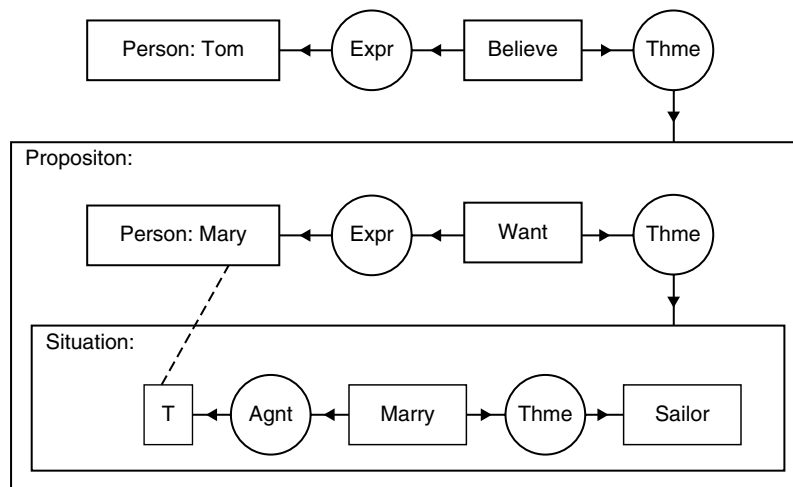 Person: Tom Expr Believe Thme
Propositon:
Person: Mary Expr Want Thme
Situation:
T Agnt Marry Thme Sailor